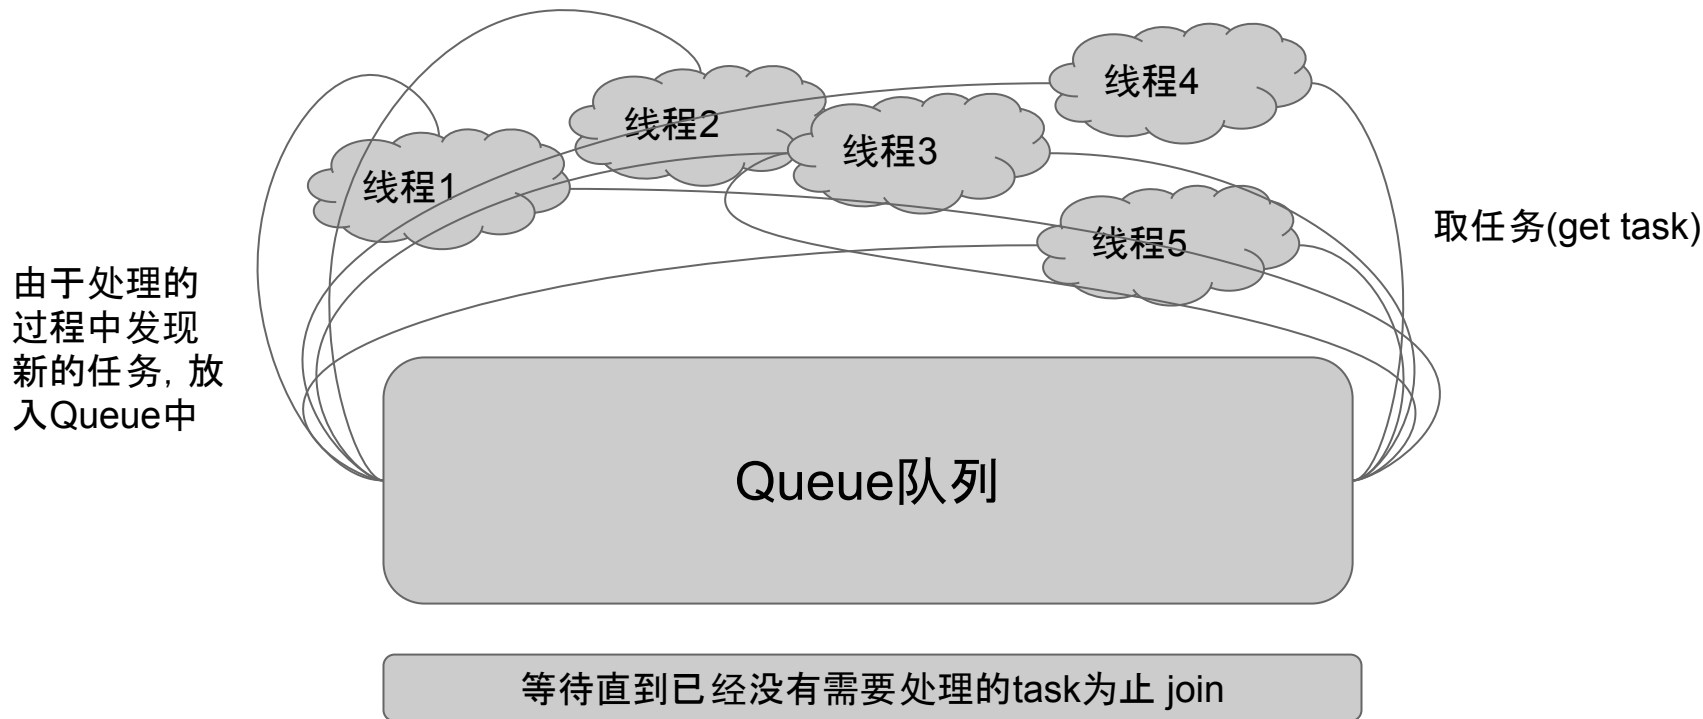 线程4
线程2
线程3
线程1
取任务(get task)
线程5
由于处理的
过程中发现
新的任务, 放
入Queue中
Queue队列
等待直到已经没有需要处理的task为止 join